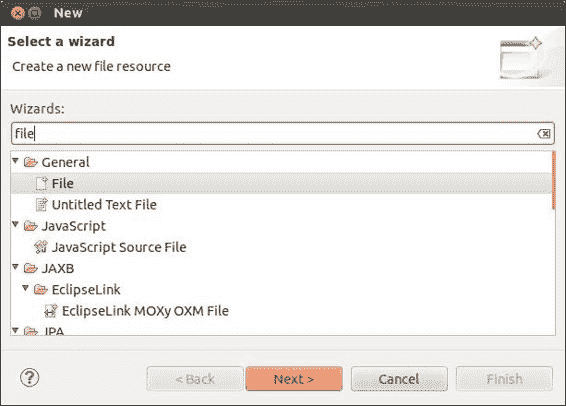 New
Select a wizard
Create a new file resource
Wizards:
file
General
File
Untitled Text File
JavaScript
JavaScript Source File
JAXB
EclipseLink
EclipseLink MOXy OXM File
JPA
?
< Back
Next >
Cancel
Finish